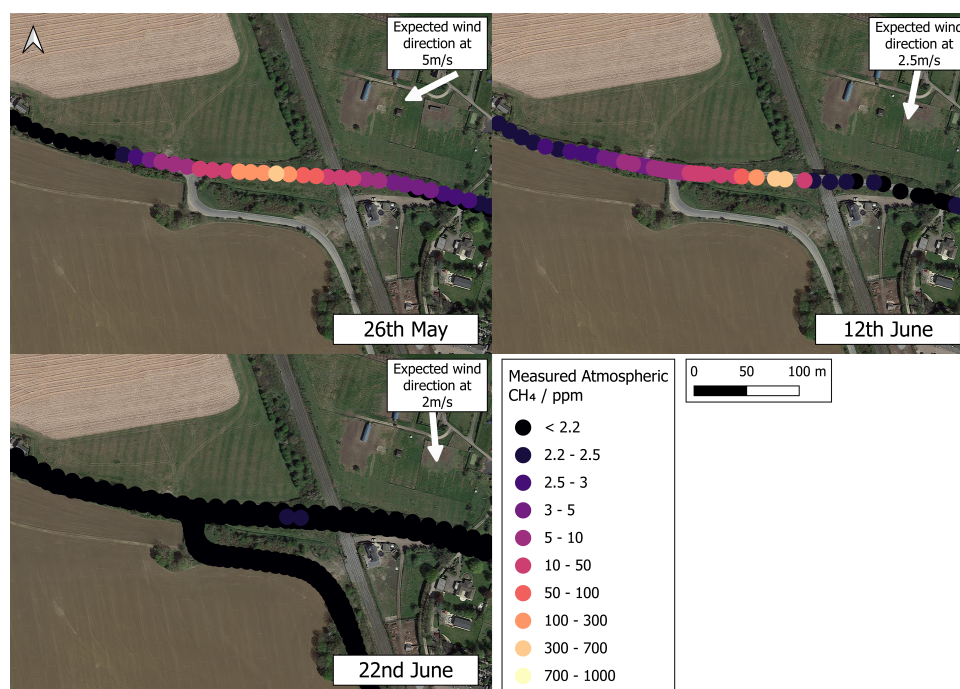 Expected wind
direction at
5m/s
26th May
Expected wind
direction at
2.5m/s
12th June
Expected wind
direction at
2m/s
22nd June
Measured Atmospheric
CH₄ / ppm
< 2.2
2.2 - 2.5
2.5 - 3
3 - 5
5 - 10
10 - 50
50 - 100
100 - 300
300 - 700
700 - 1000
0 50 100 m